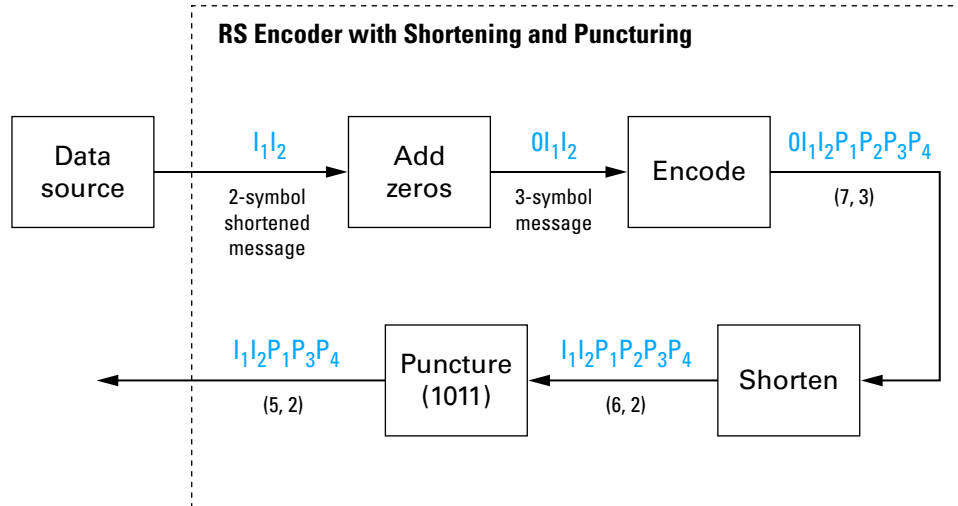 RS Encoder with Shortening and Puncturing
Data
source
I₁I₂
2-symbol
shortened
message
Add
zeros
0I₁I₂
3-symbol
message
Encode
0I₁I₂P₁P₂P₃P₄
(7, 3)
I₁I₂P₁P₃P₄
(5, 2)
Puncture
(1011)
I₁I₂P₁P₂P₃P₄
(6, 2)
Shorten